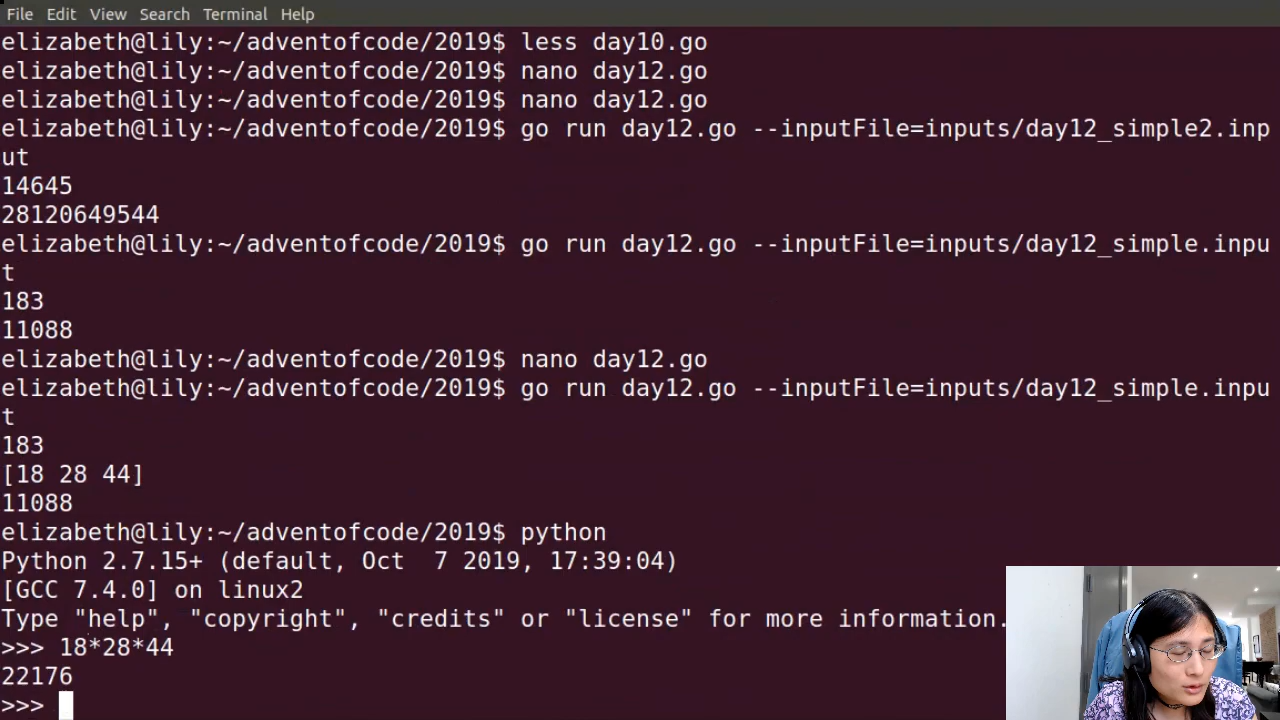 File Edit View Search Terminal Help
elizabeth@lily:~/adventofcode/2019$ less day10.go
elizabeth@lily:~/adventofcode/2019$ nano day12.go
elizabeth@lily:~/adventofcode/2019$ nano day12.go
elizabeth@lily:~/adventofcode/2019$ go run day12.go --inputFile=inputs/day12_simple2.inp
ut
14645
28120649544
elizabeth@lily:~/adventofcode/2019$ go run day12.go --inputFile=inputs/day12_simple.inpu
t
183
11088
elizabeth@lily:~/adventofcode/2019$ nano day12.go
elizabeth@lily:~/adventofcode/2019$ go run day12.go --inputFile=inputs/day12_simple.inpu
t
183
[18 28 44]
11088
elizabeth@lily:~/adventofcode/2019$ python
Python 2.7.15+ (default, Oct  7 2019, 17:39:04)
[GCC 7.4.0] on linux2
Type "help", "copyright", "credits" or "license" for more information.
>>> 18*28*44
22176
>>>